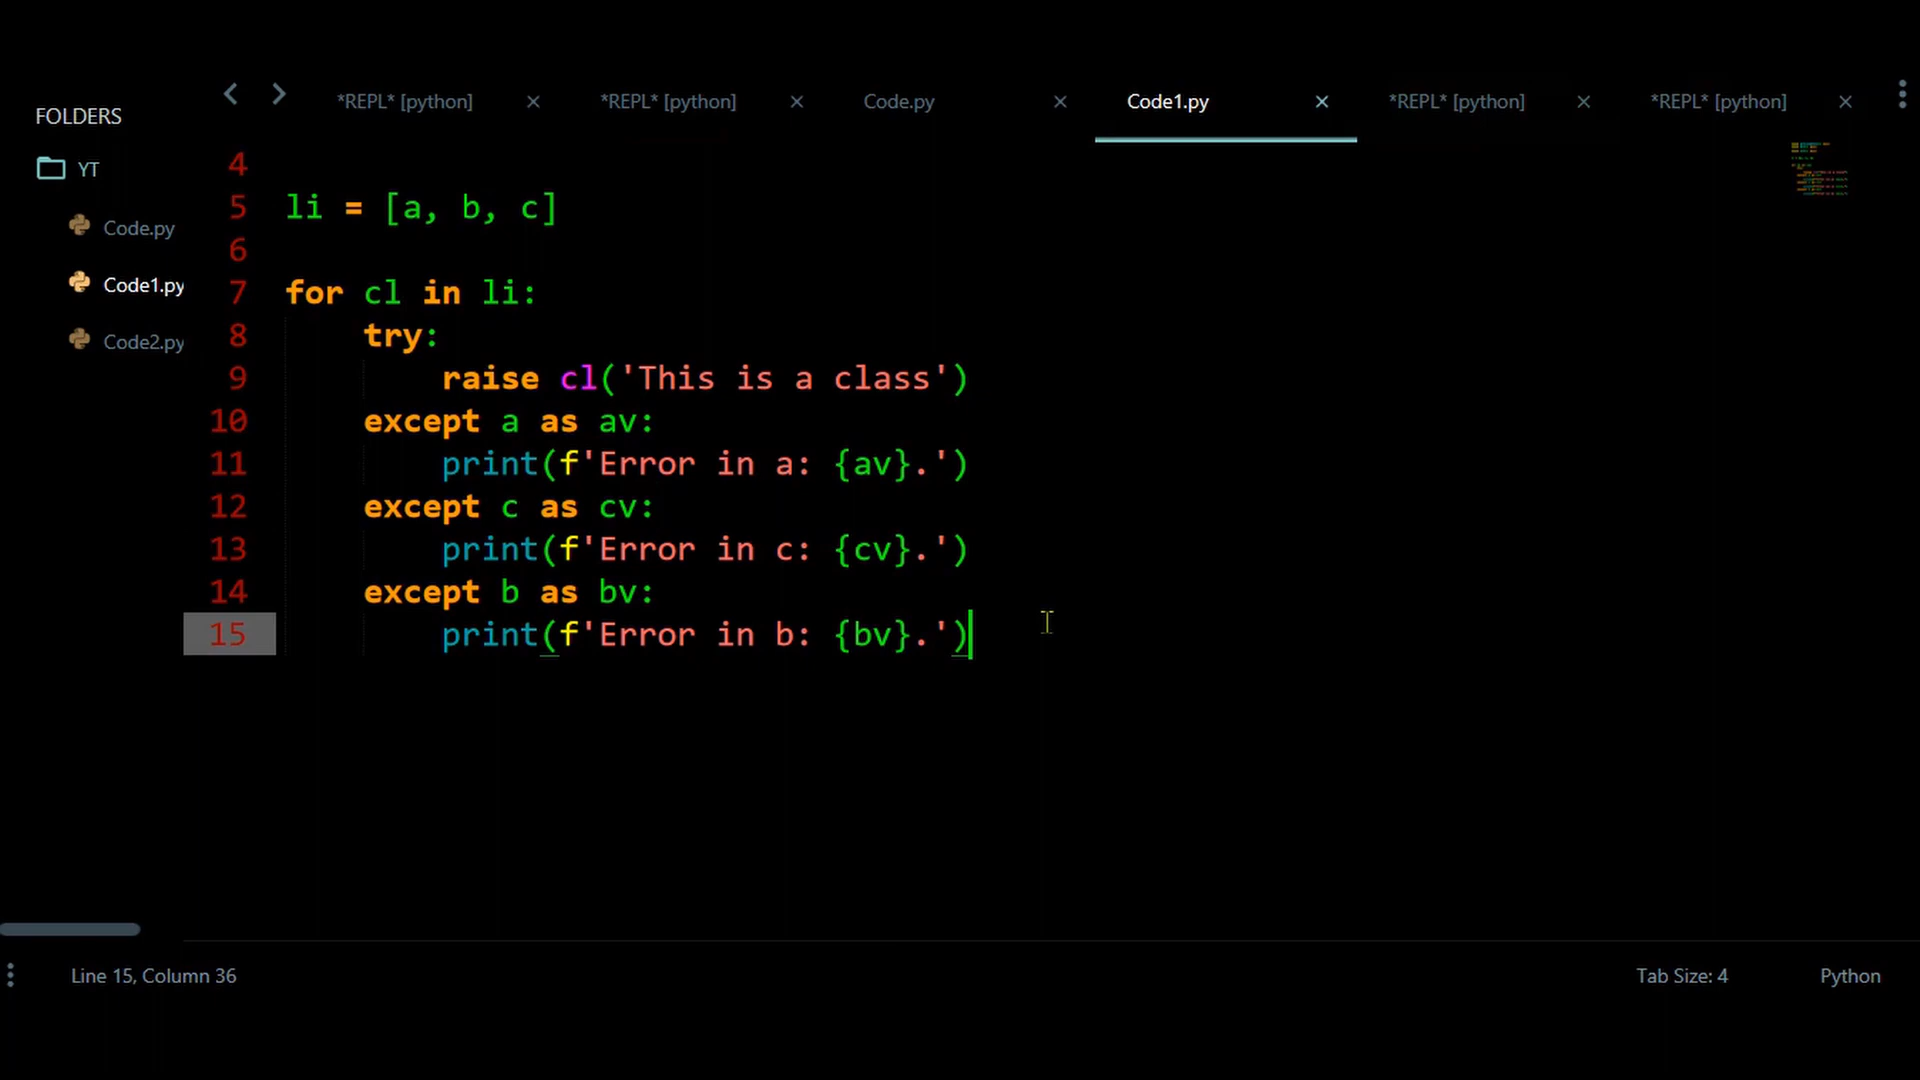 FOLDERS
YT
Code.py
Code1.py
Code2.py
*REPL* [python]
*REPL* [python]
Code.py
Code1.py
*REPL* [python]
*REPL* [python]
4
5 li = [a, b, c]
6
7 for cl in li:
8     try:
9         raise cl('This is a class')
10     except a as av:
11         print(f'Error in a: {av}.')
12     except c as cv:
13         print(f'Error in c: {cv}.')
14     except b as bv:
15         print(f'Error in b: {bv}.')
Line 15, Column 36
Tab Size: 4
Python